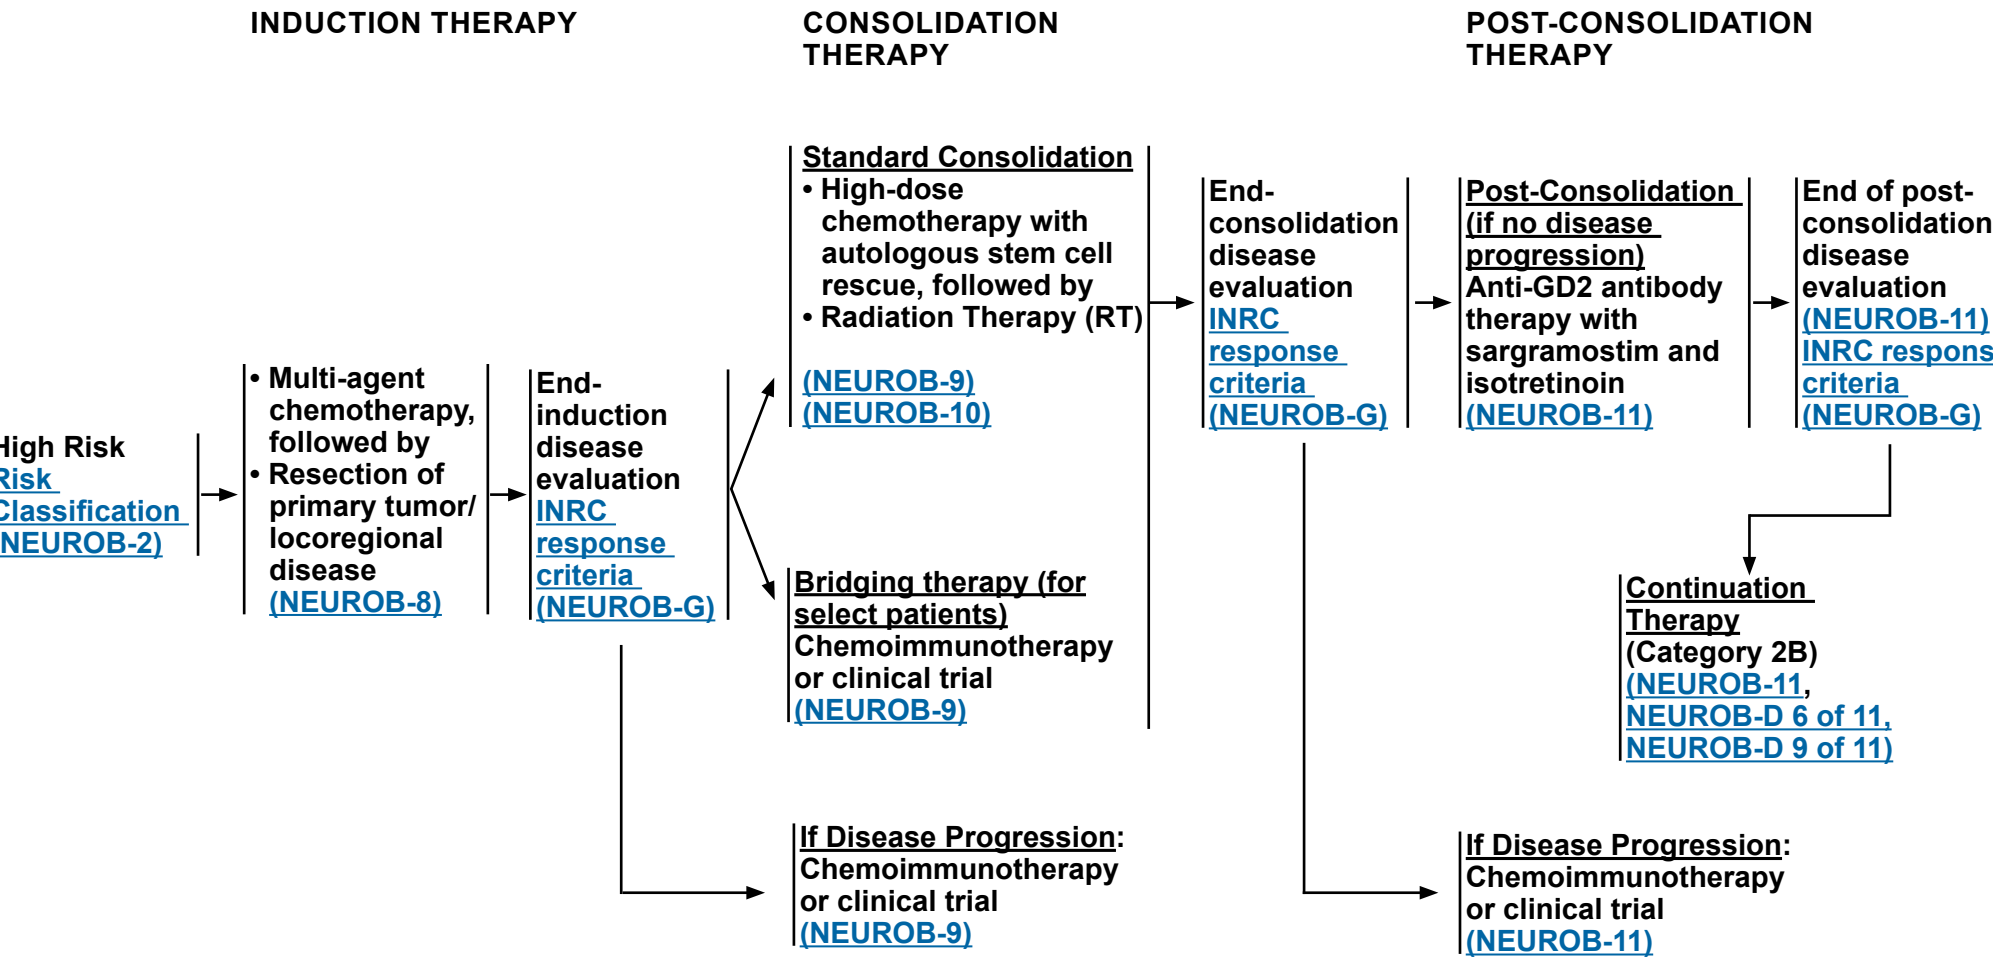 INDUCTION THERAPY
CONSOLIDATION
THERAPY
POST-CONSOLIDATION
THERAPY
High Risk
Risk
Classification
(NEUROB-2)
• Multi-agent
chemotherapy,
followed by
• Resection of
primary tumor/
locoregional
disease
(NEUROB-8)
End-
induction
disease
evaluation
INRC
response
criteria
(NEUROB-G)
Standard Consolidation
• High-dose
chemotherapy with
autologous stem cell
rescue, followed by
• Radiation Therapy (RT)
(NEUROB-9)
(NEUROB-10)
Bridging therapy (for
select patients)
Chemoimmunotherapy
or clinical trial
(NEUROB-9)
If Disease Progression:
Chemoimmunotherapy
or clinical trial
(NEUROB-9)
End-
consolidation
disease
evaluation
INRC
response
criteria
(NEUROB-G)
Post-Consolidation
(if no disease
progression)
Anti-GD2 antibody
therapy with
sargramostim and
isotretinoin
(NEUROB-11)
End of post-
consolidation
disease
evaluation
(NEUROB-11)
INRC respons
criteria
(NEUROB-G)
Continuation
Therapy
(Category 2B)
(NEUROB-11,
NEUROB-D 6 of 11,
NEUROB-D 9 of 11)
If Disease Progression:
Chemoimmunotherapy
or clinical trial
(NEUROB-11)